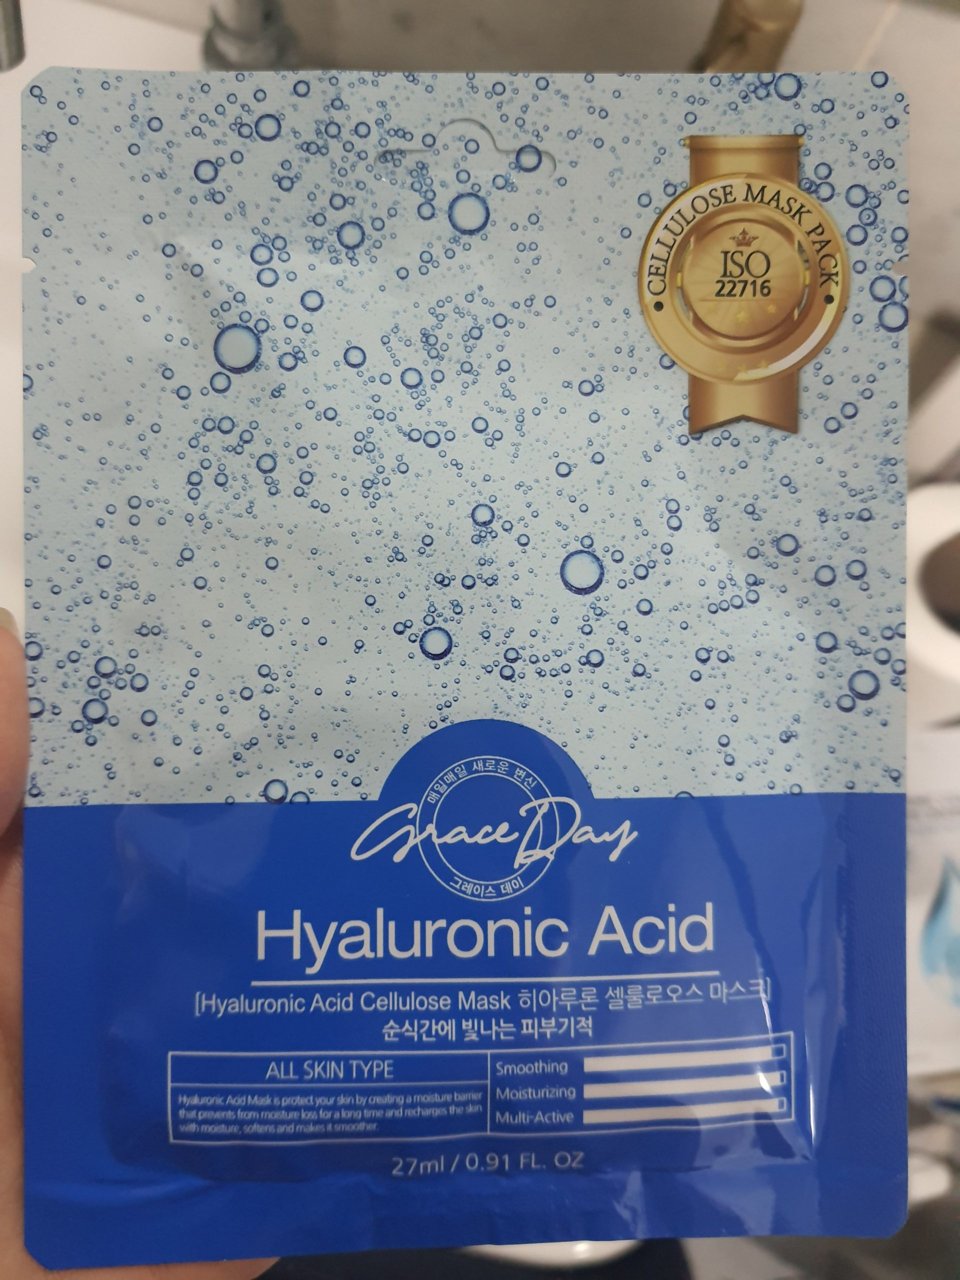 CELLULOSE MASK PACK
ISO
22716
매일매일 새로운 변신
Grace Day
그레이스 데이
Hyaluronic Acid
[Hyaluronic Acid Cellulose Mask 히아루론 셀룰로오스 마스크]
순식간에 빛나는 피부기적
ALL SKIN TYPE
Hyaluronic Acid Mask is protect your skin by creating a moisture barrier
that prevents from moisture loss for a long time and recharges the skin
with moisture, softens and makes it smoother.
Smoothing
Moisturizing
Multi-Active
27ml / 0.91 FL. OZ